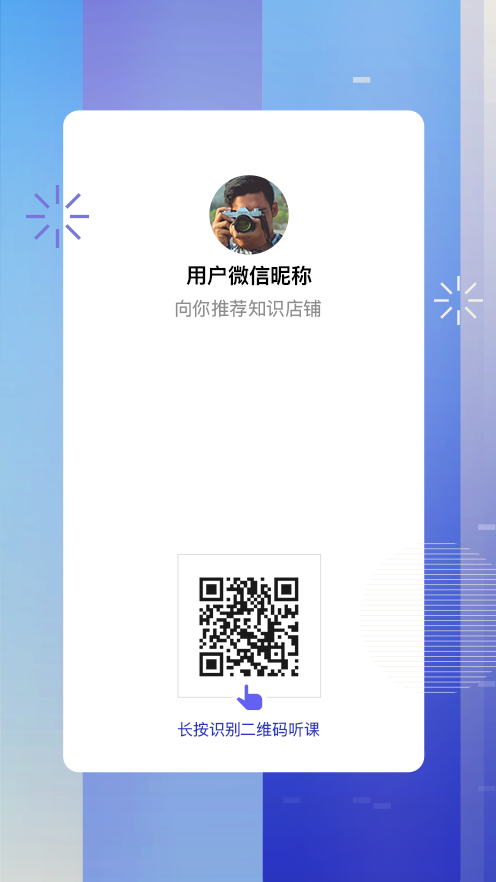 用户微信昵称
向你推荐知识店铺
长按识别二维码听课